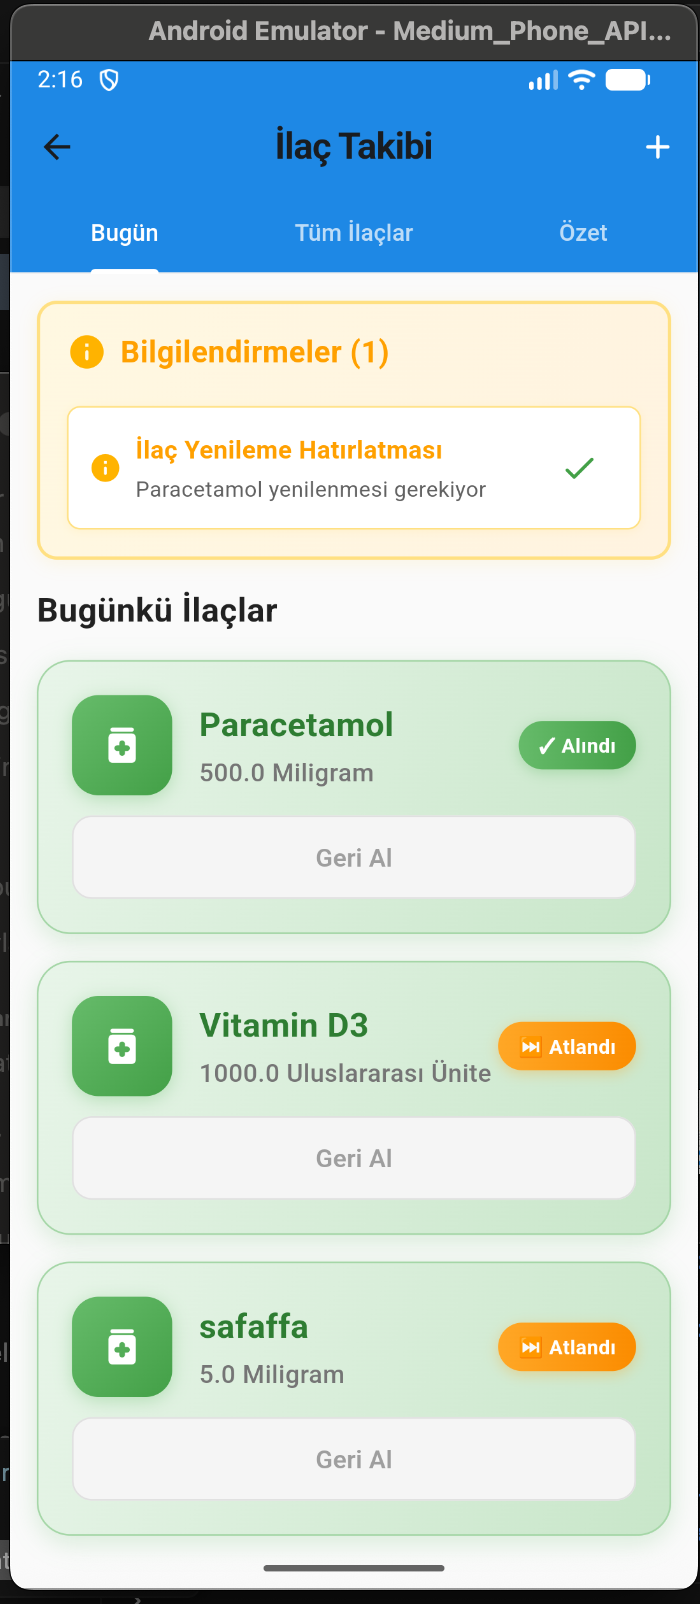 Android Emulator - Medium_Phone_API...
2:16
İlaç Takibi
Bugün Tüm İlaçlar Özet
Bilgilendirmeler (1)
İlaç Yenileme Hatırlatması
Paracetamol yenilenmesi gerekiyor
Bugünkü İlaçlar
Paracetamol
500.0 Miligram
✓ Alındı
Geri Al
Vitamin D3
1000.0 Uluslararası Ünite
⏭ Atlandı
Geri Al
safaffa
5.0 Miligram
⏭ Atlandı
Geri Al